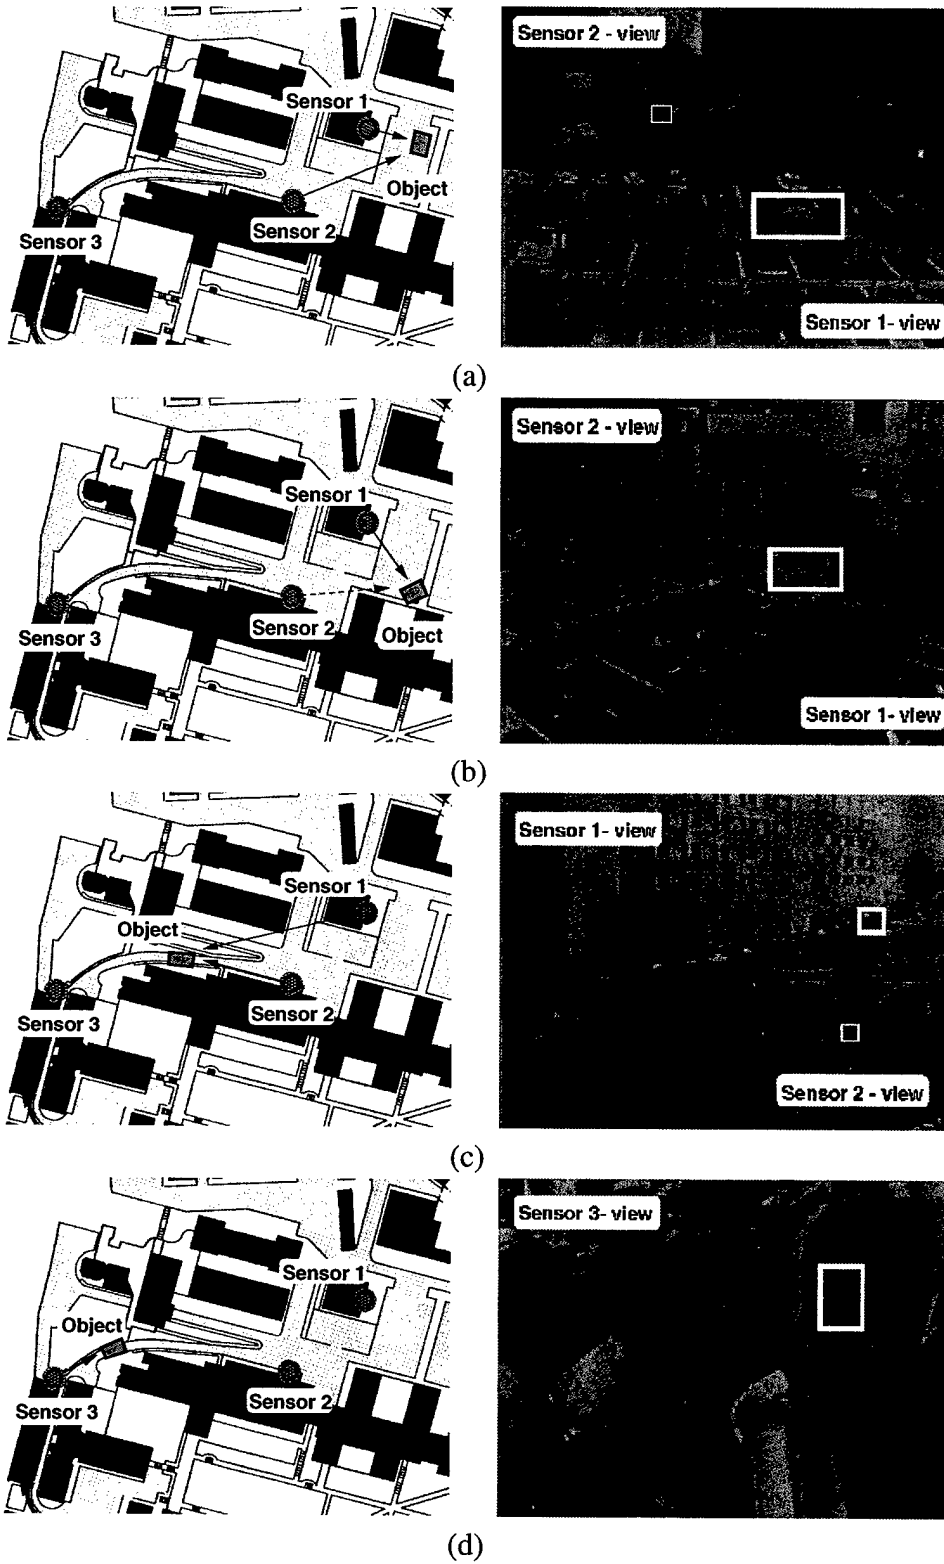 Sensor 1
Object
Sensor 2
Sensor 3
Sensor 2 - view
Sensor 1- view
(a)
Sensor 1
Sensor 2
Object
Sensor 3
Sensor 2 - view
Sensor 1- view
(b)
Sensor 1
Object
Sensor 2
Sensor 3
Sensor 1- view
Sensor 2 - view
(c)
Sensor 1
Object
Sensor 2
Sensor 3
Sensor 3- view
(d)